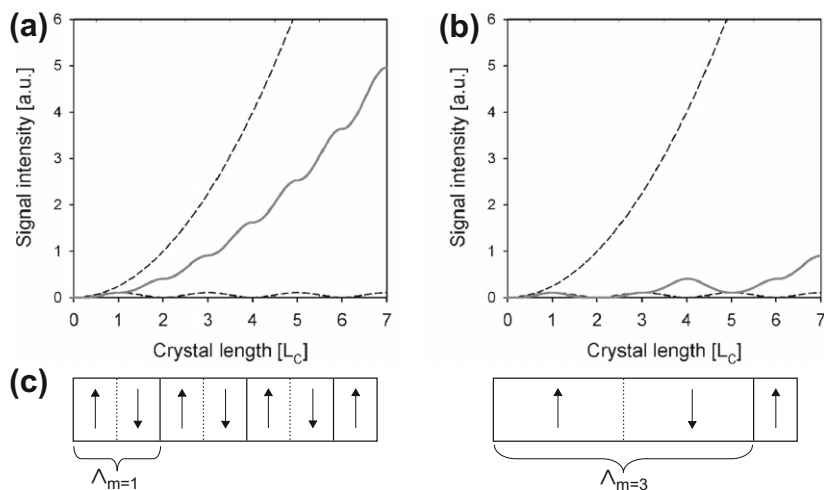 (a)
6
5
4
3
2
1
0
Signal intensity [a.u.]
0 1 2 3 4 5 6 7
Crystal length [L_C]
(b)
6
5
4
3
2
1
0
Signal intensity [a.u.]
0 1 2 3 4 5 6 7
Crystal length [L_C]
(c)
Λm=1
Λm=3